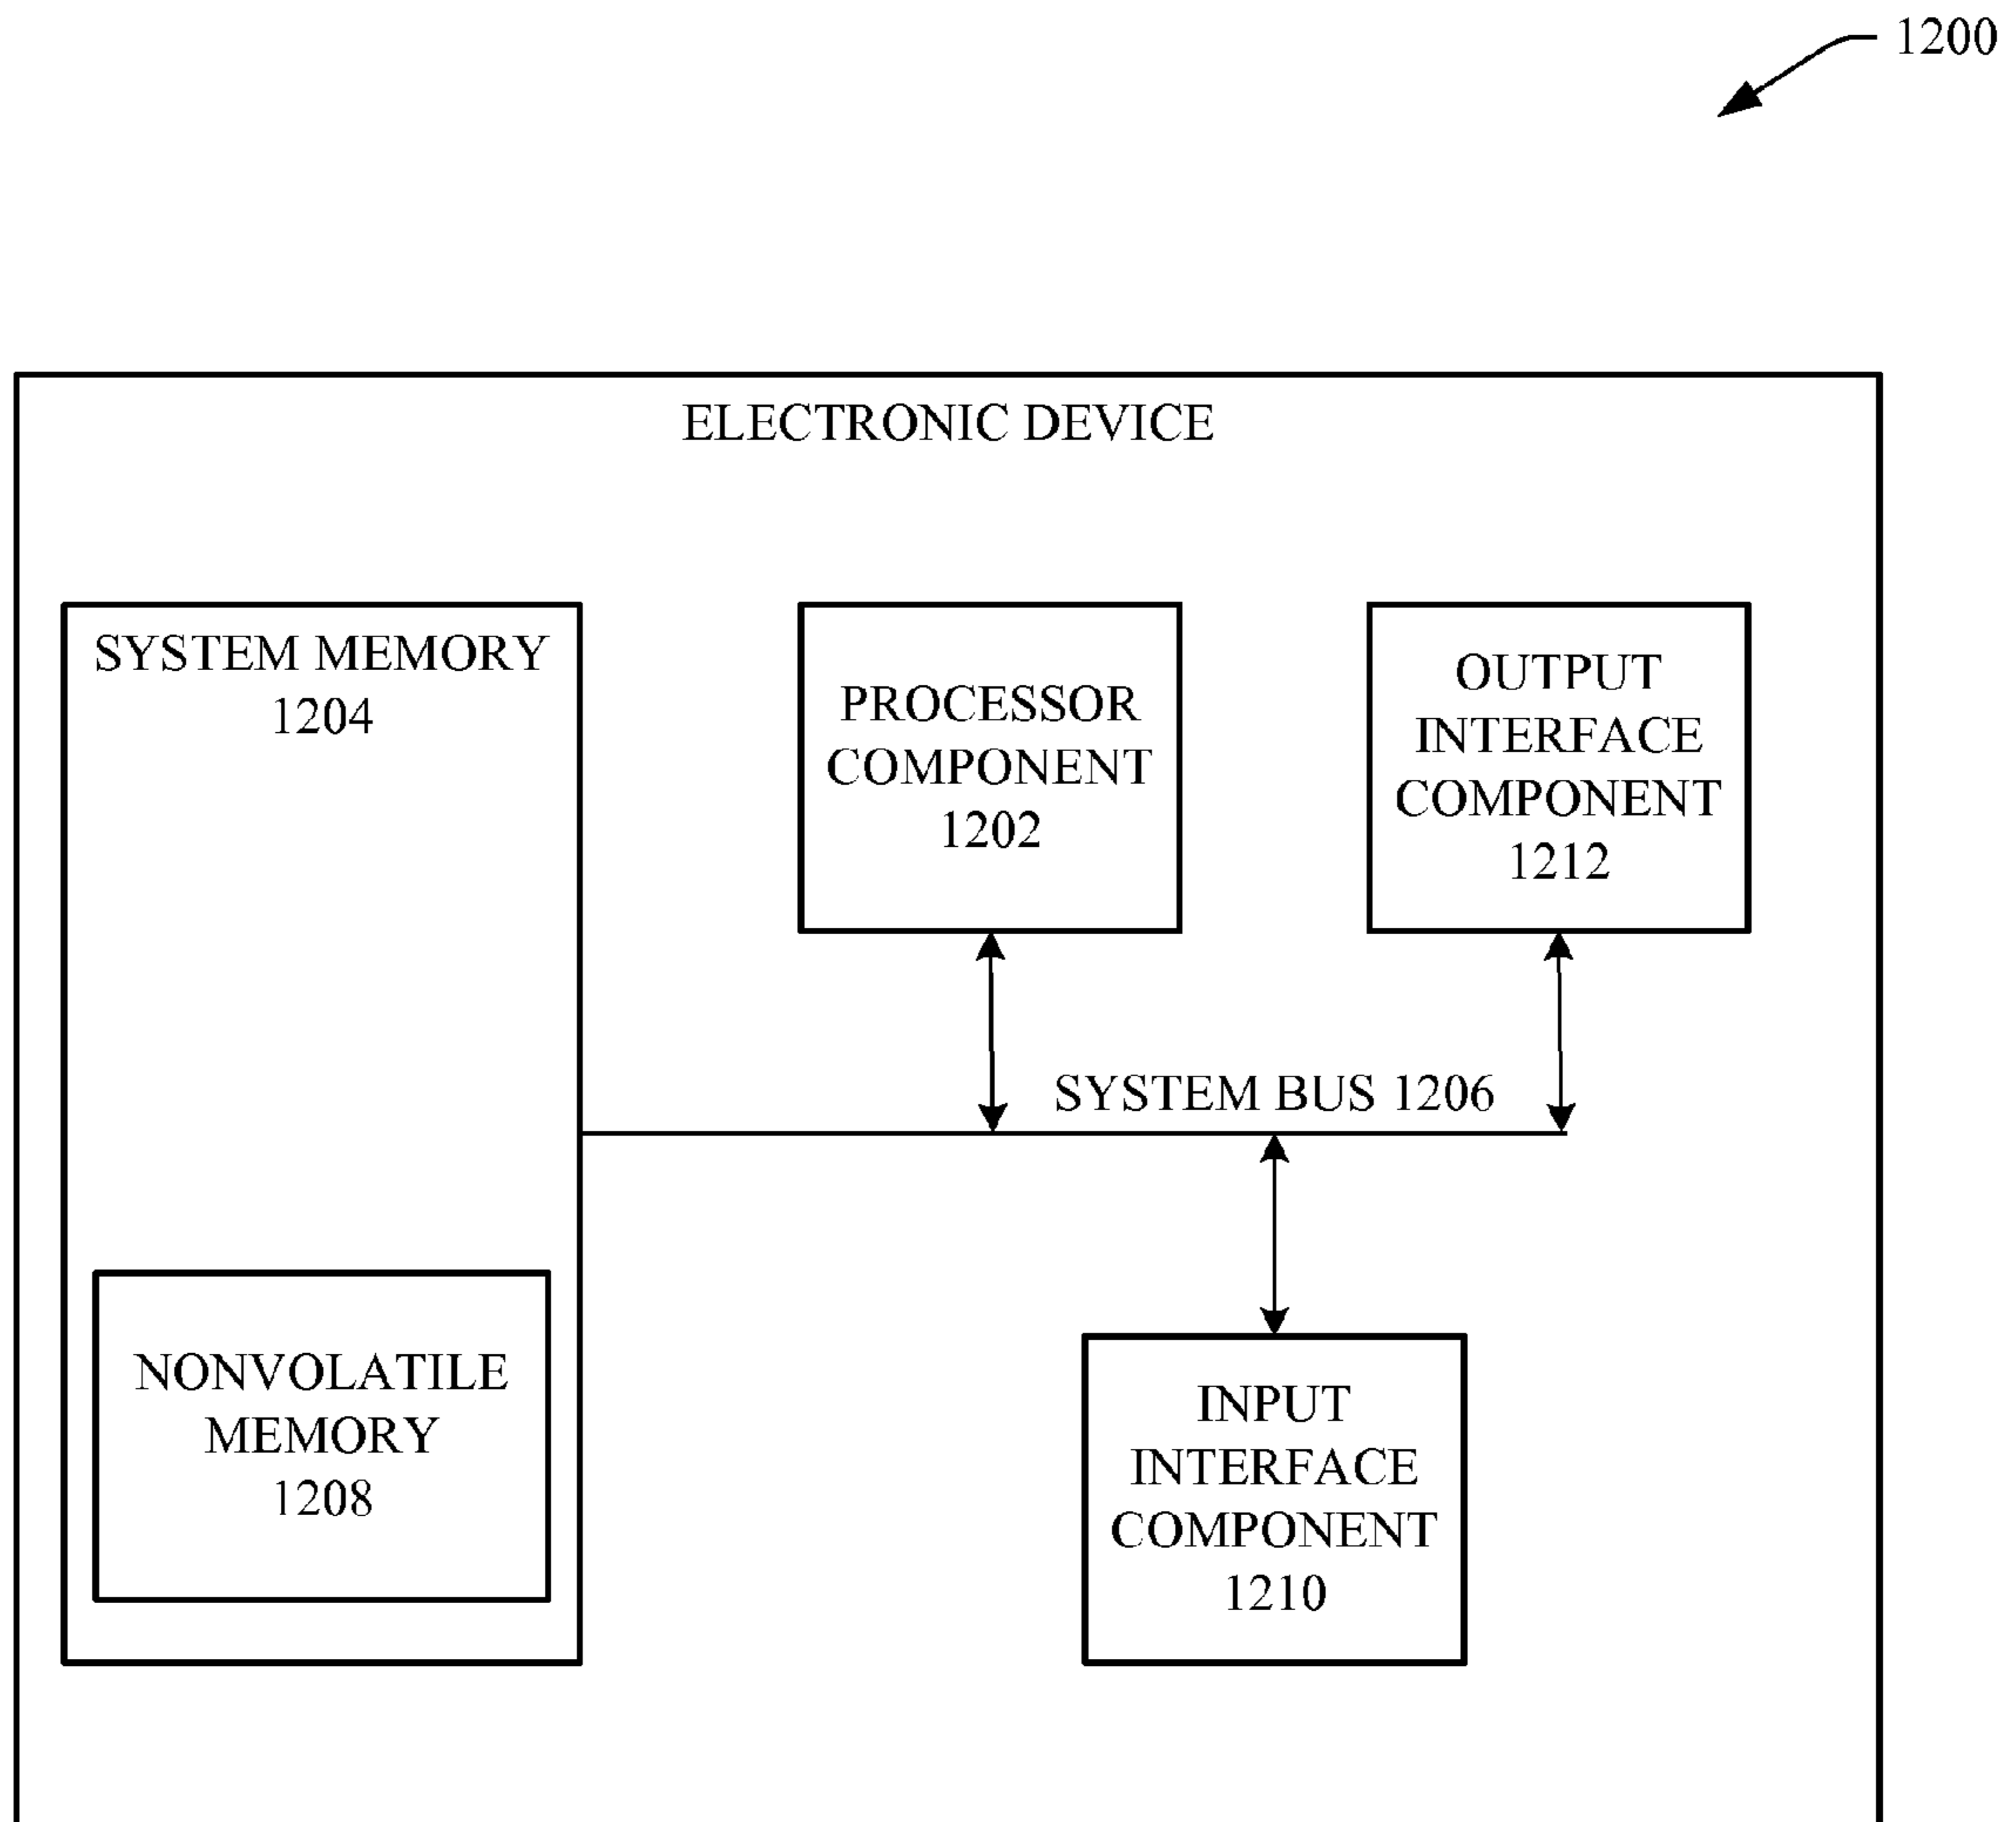 1200
ELECTRONIC DEVICE
SYSTEM MEMORY
1204
PROCESSOR
COMPONENT
1202
OUTPUT
INTERFACE
COMPONENT
1212
SYSTEM BUS 1206
NONVOLATILE
MEMORY
1208
INPUT
INTERFACE
COMPONENT
1210